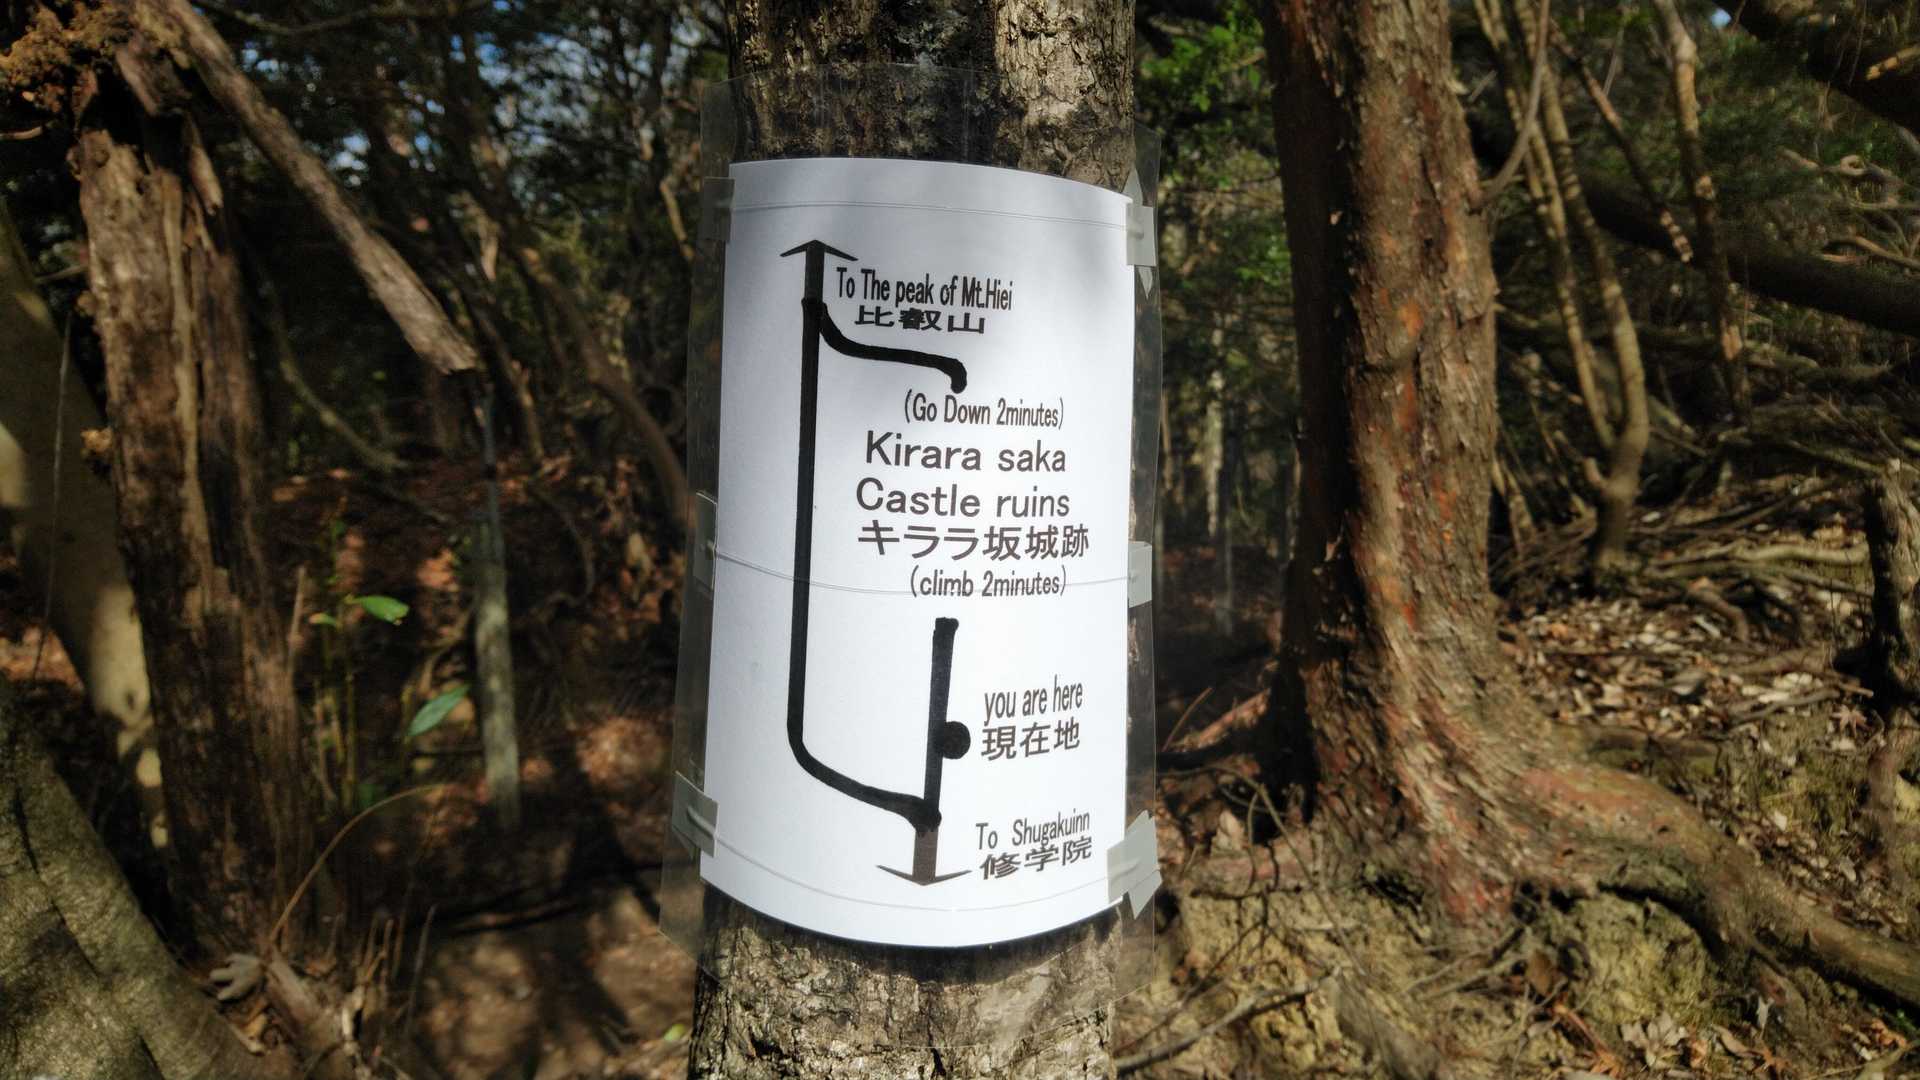 To The peak of Mt.Hiei
比叡山
(Go Down 2minutes)
Kirara saka
Castle ruins
キララ坂城跡
(climb 2minutes)
you are here
現在地
To Shugakuinn
修学院